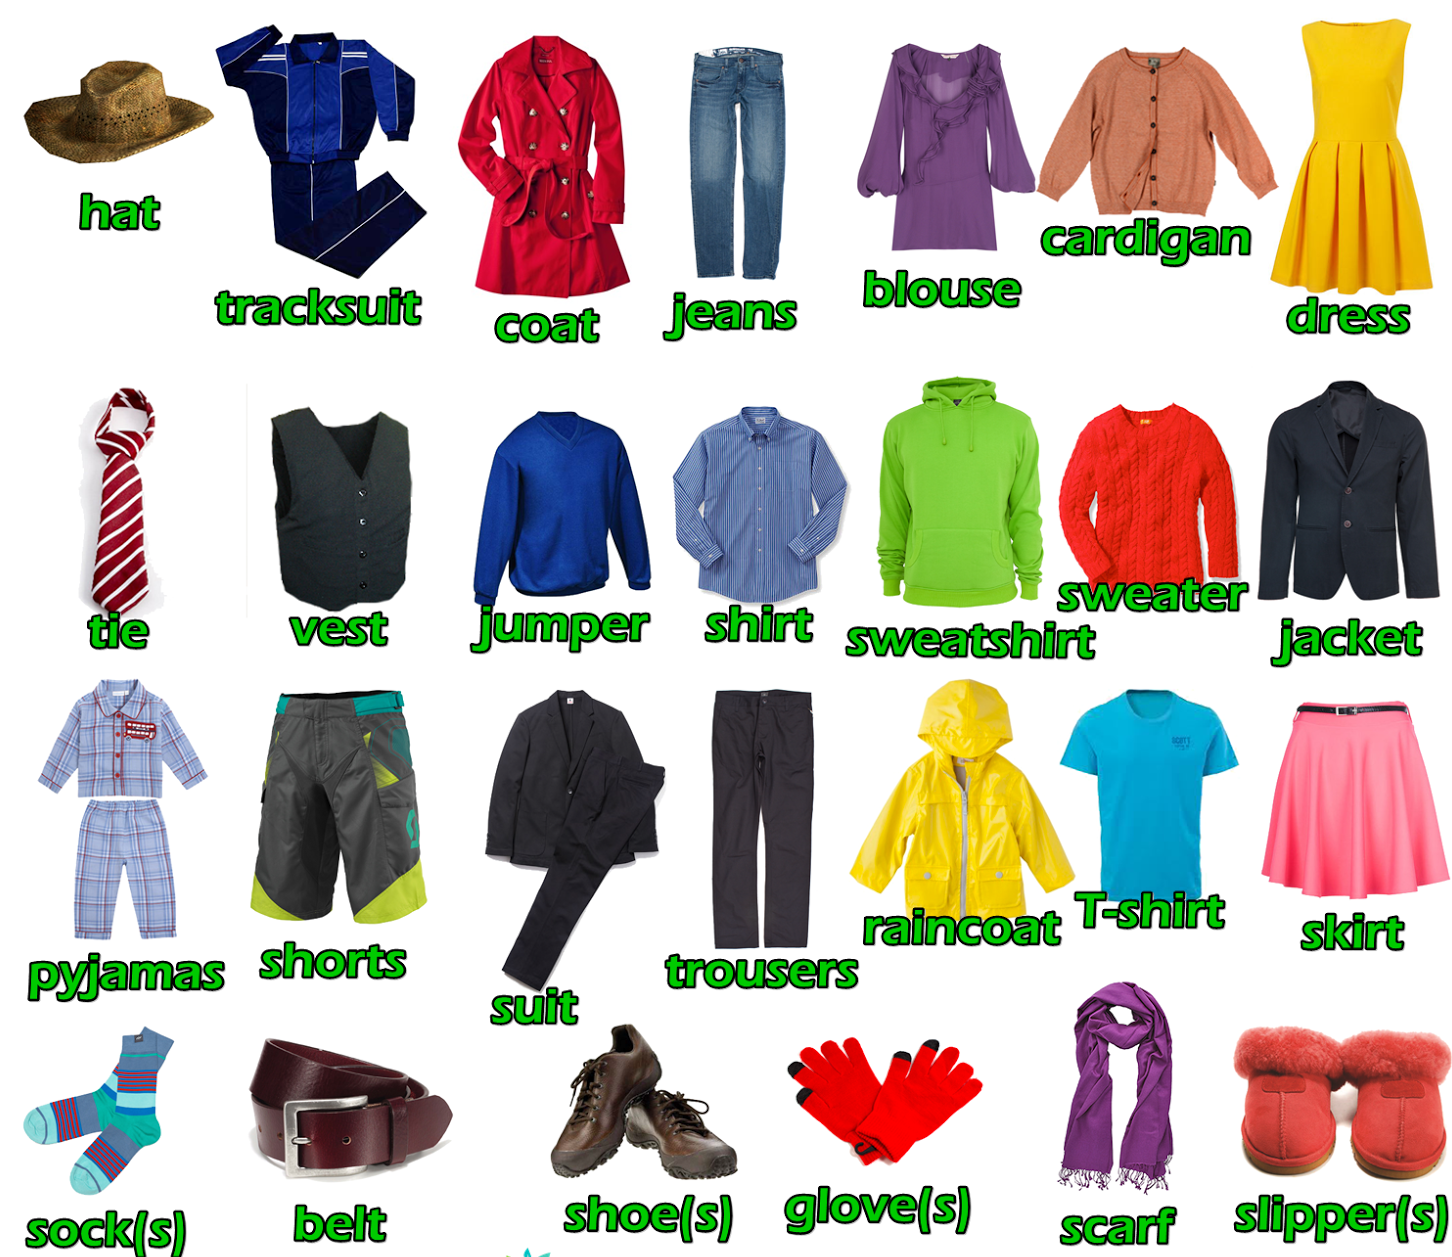 hat
tracksuit
coat
jeans
blouse
cardigan
dress
tie
vest
jumper
shirt
sweatshirt
sweater
jacket
pyjamas
shorts
suit
trousers
raincoat
T-shirt
skirt
sock(s)
belt
shoe(s)
glove(s)
scarf
slipper(s)